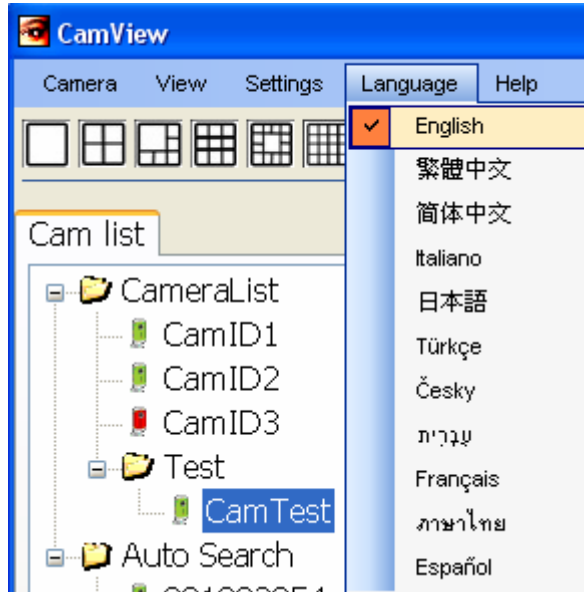 CamView
Camera View Settings Language Help
English
繁體中文
简体中文
Italiano
日本語
Türkçe
Česky
עִבְרִית
Français
ภาษาไทย
Español
Cam list
CameraList
CamID1
CamID2
CamID3
Test
CamTest
Auto Search